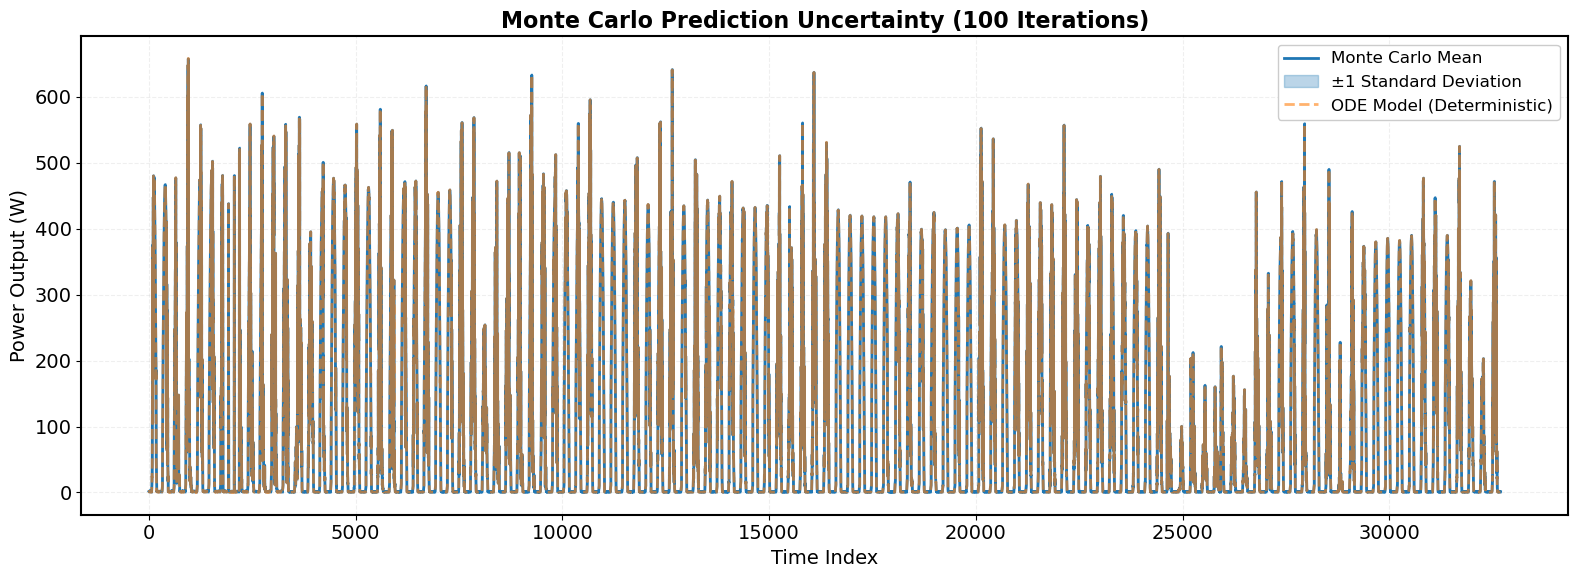 Monte Carlo Prediction Uncertainty (100 Iterations)
Monte Carlo Mean
±1 Standard Deviation
ODE Model (Deterministic)
600
500
400
300
200
100
0
Power Output (W)
0 5000 10000 15000 20000 25000 30000
Time Index